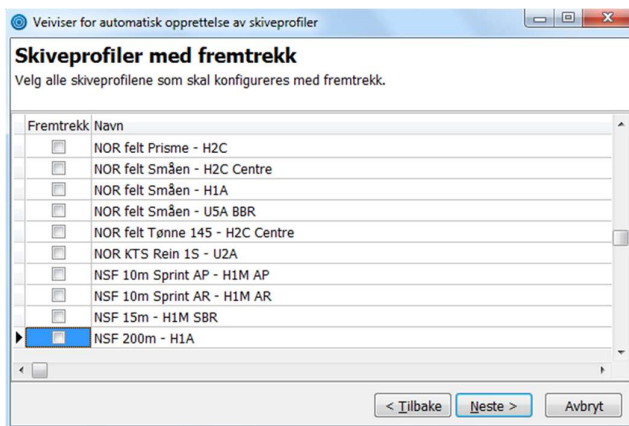 Veiviser for automatisk opprettelse av skiveprofiler
Skiveprofiler med fremtrekk
Velg alle skiveprofilene som skal konfigureres med fremtrekk.
Fremtrekk Navn
NOR felt Prisme - H2C
NOR felt Småen - H2C Centre
NOR felt Småen - H1A
NOR felt Småen - U5A BBR
NOR felt Tønne 145 - H2C Centre
NOR KTS Rein 1S - U2A
NSF 10m Sprint AP - H1M AP
NSF 10m Sprint AR - H1M AR
NSF 15m - H1M SBR
NSF 200m - H1A
< Tilbake Neste > Avbryt